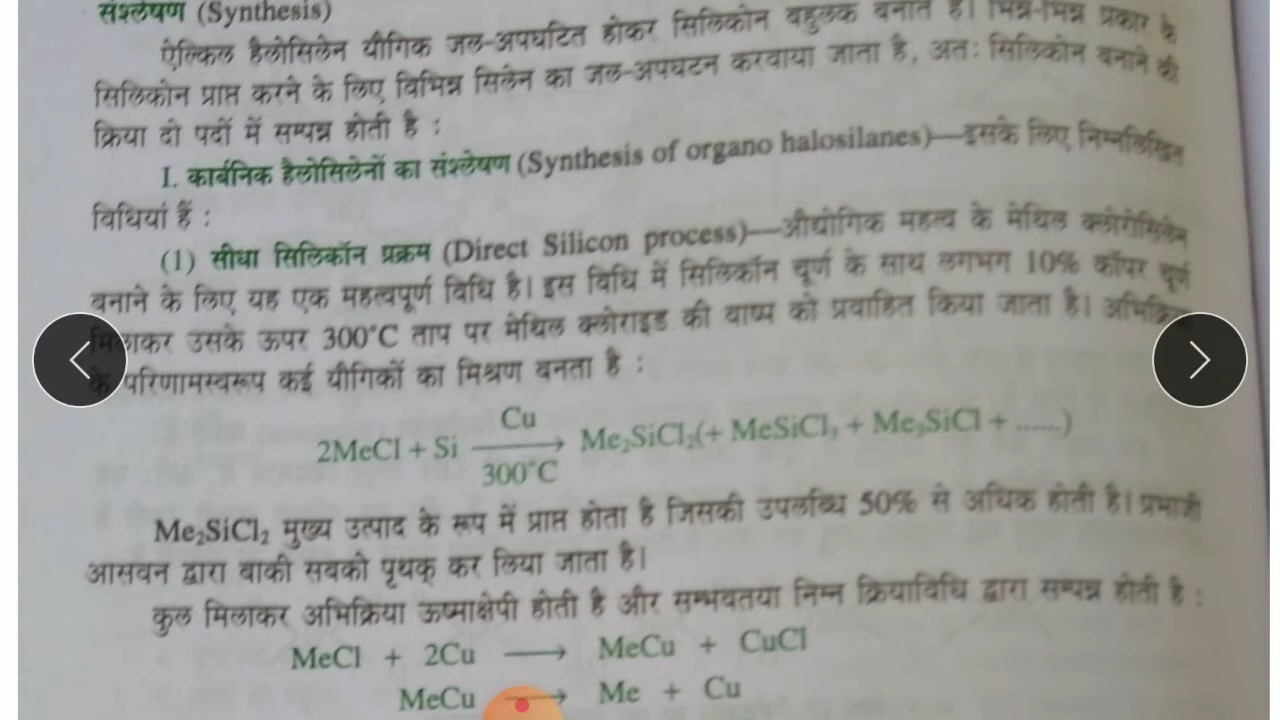 संश्लेषण (Synthesis)
ऐल्किल हैलोसिलेन यौगिक जल-अपघटित होकर सिलिकोन बहुलक बनाते हैं। भिन्न-भिन्न प्रकार के
सिलिकोन प्राप्त करने के लिए विभिन्न सिलेन का जल-अपघटन करवाया जाता है, अतः सिलिकोन बनाने की
क्रिया दो पदों में सम्पन्न होती है :
I. कार्बनिक हैलोसिलेनों का संश्लेषण (Synthesis of organo halosilanes)—इसके लिए निम्नलिखित
विधियां हैं :
(1) सीधा सिलिकॉन प्रक्रम (Direct Silicon process)—औद्योगिक महत्व के मेथिल क्लोरोसिलेन
बनाने के लिए यह एक महत्वपूर्ण विधि है। इस विधि में सिलिकॉन चूर्ण के साथ लगभग 10% कॉपर चूर्ण
मिलाकर उसके ऊपर 300°C ताप पर मेथिल क्लोराइड की वाष्प को प्रवाहित किया जाता है। अभिक्रिया
के परिणामस्वरूप कई यौगिकों का मिश्रण बनता है :
2MeCl + Si —Cu/300°C→ Me₂SiCl₂(+ MeSiCl₃ + Me₃SiCl + ......)
Me₂SiCl₂ मुख्य उत्पाद के रूप में प्राप्त होता है जिसकी उपलब्धि 50% से अधिक होती है। प्रभाजी
आसवन द्वारा बाकी सबको पृथक् कर लिया जाता है।
कुल मिलाकर अभिक्रिया ऊष्माक्षेपी होती है और सम्भवतया निम्न क्रियाविधि द्वारा सम्पन्न होती है :
MeCl + 2Cu ⟶ MeCu + CuCl
MeCu ⟶ Me + Cu